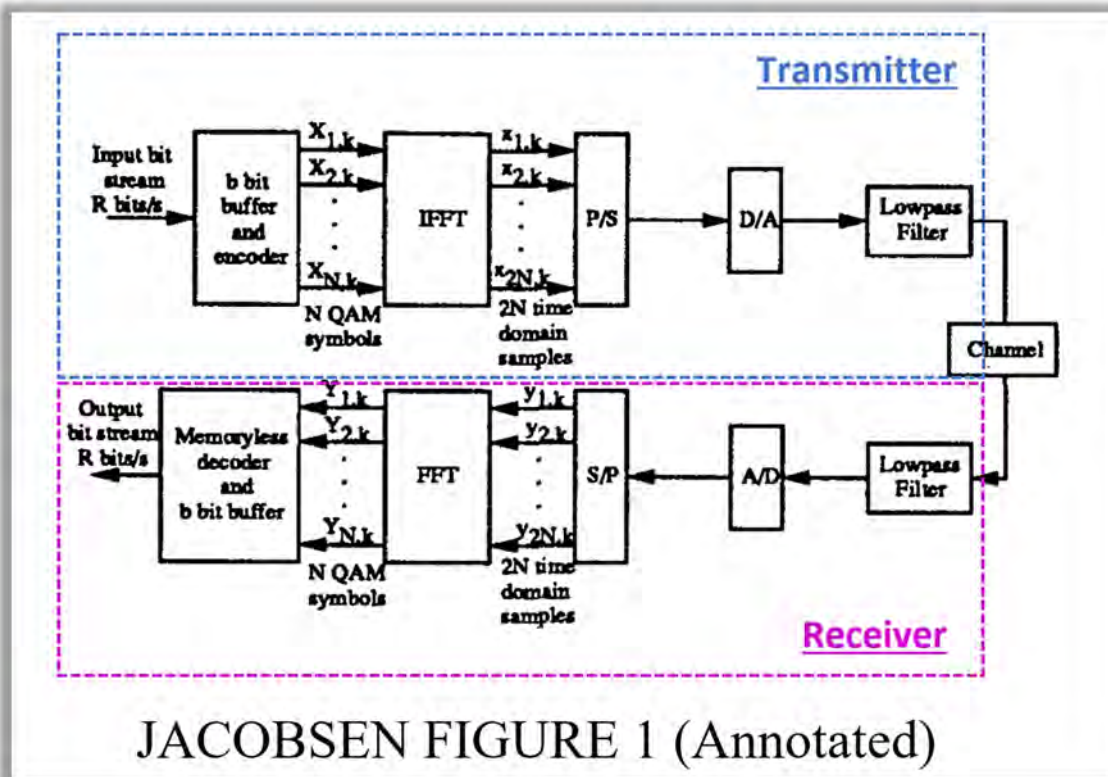 Transmitter
Input bit
stream
R bits/s
b bit
buffer
and
encoder
X1,k
X2,k
XN,k
N QAM
symbols
IFFT
x1,k
x2,k
x2N,k
2N time
domain
samples
P/S
D/A
Lowpass
Filter
Channel
Output
bit stream
R bits/s
Memoryless
decoder
and
b bit buffer
Y1,k
Y2,k
YN,k
N QAM
symbols
FFT
y1,k
y2,k
y2N,k
2N time
domain
samples
S/P
A/D
Lowpass
Filter
Receiver
JACOBSEN FIGURE 1 (Annotated)